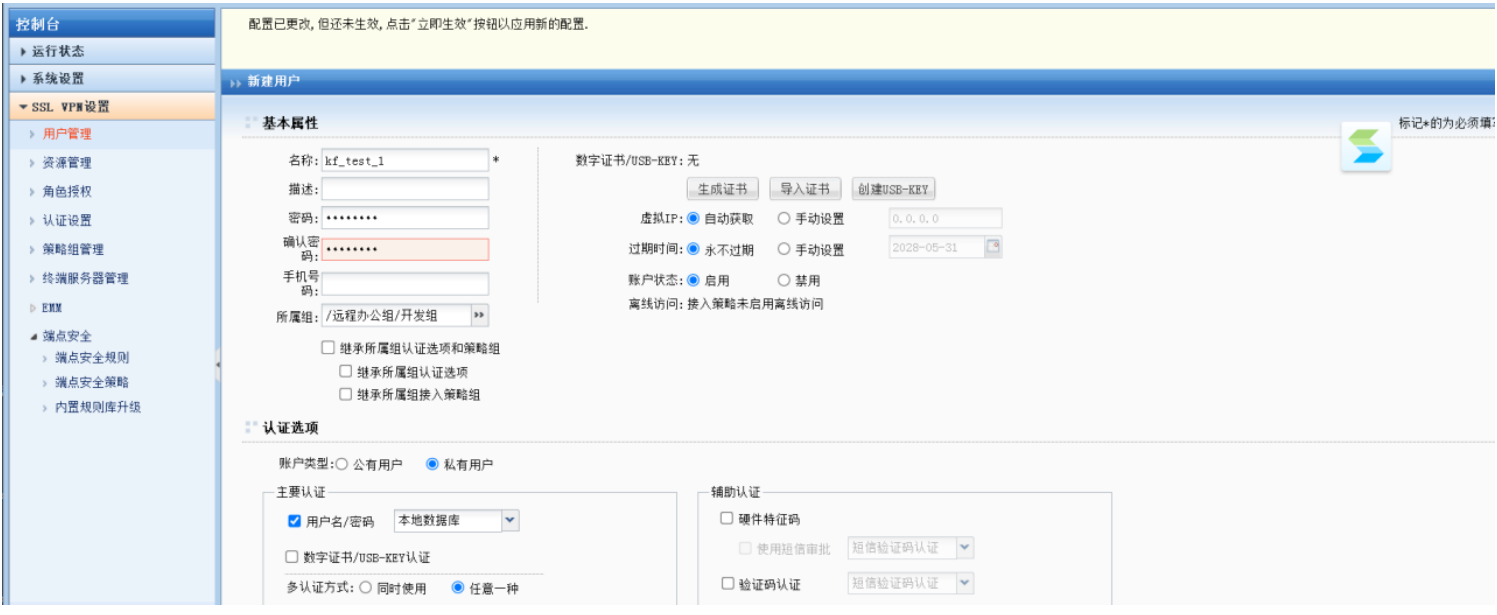 控制台
运行状态
系统设置
SSL VPN设置
用户管理
资源管理
角色授权
认证设置
策略组管理
终端服务器管理
EMM
端点安全
端点安全规则
端点安全策略
内置规则库升级
配置已更改, 但还未生效, 点击"立即生效"按钮以应用新的配置.
新建用户
基本属性
标记*的为必须填写
名称: kf_test_1 *
描述:
密码: ••••••••
确认密
码: ••••••••
手机号
码:
所属组: /远程办公组/开发组
继承所属组认证选项和策略组
继承所属组认证选项
继承所属组接入策略组
数字证书/USB-KEY: 无
生成证书 导入证书 创建USB-KEY
虚拟IP: 自动获取 手动设置 0.0.0.0
过期时间: 永不过期 手动设置 2028-05-31
账户状态: 启用 禁用
离线访问: 接入策略未启用离线访问
认证选项
账户类型: 公有用户 私有用户
主要认证
用户名/密码 本地数据库
数字证书/USB-KEY认证
多认证方式: 同时使用 任意一种
辅助认证
硬件特征码
使用短信审批 短信验证码认证
验证码认证 短信验证码认证